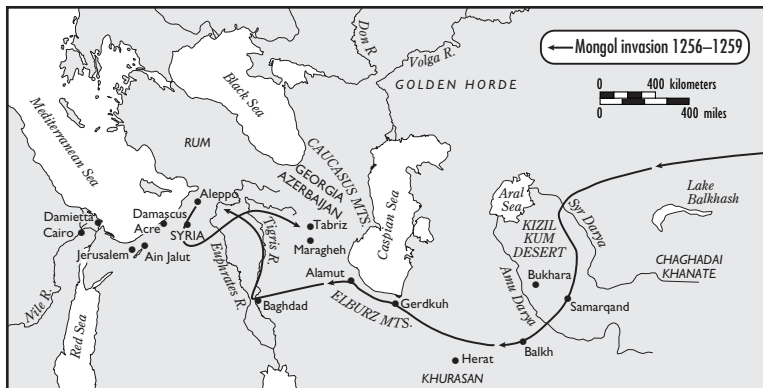 Mongol invasion 1256–1259
0 400 kilometers
0 400 miles
Don R.
Volga R.
GOLDEN HORDE
Black Sea
Mediterranean Sea
RUM
CAUCASUS MTS.
GEORGIA
AZERBAIJAN
Caspian Sea
Aral Sea
Syr Darya
Lake Balkhash
KIZIL KUM DESERT
CHAGHADAI KHANATE
Aleppo
Damietta
Cairo
Damascus
Acre
SYRIA
Jerusalem
Ain Jalut
Tigris R.
Euphrates R.
Tabriz
Maragheh
Nile R.
Red Sea
Baghdad
Alamut
ELBURZ MTS.
Gerdkuh
Amu Darya
Bukhara
Samarqand
Balkh
Herat
KHURASAN